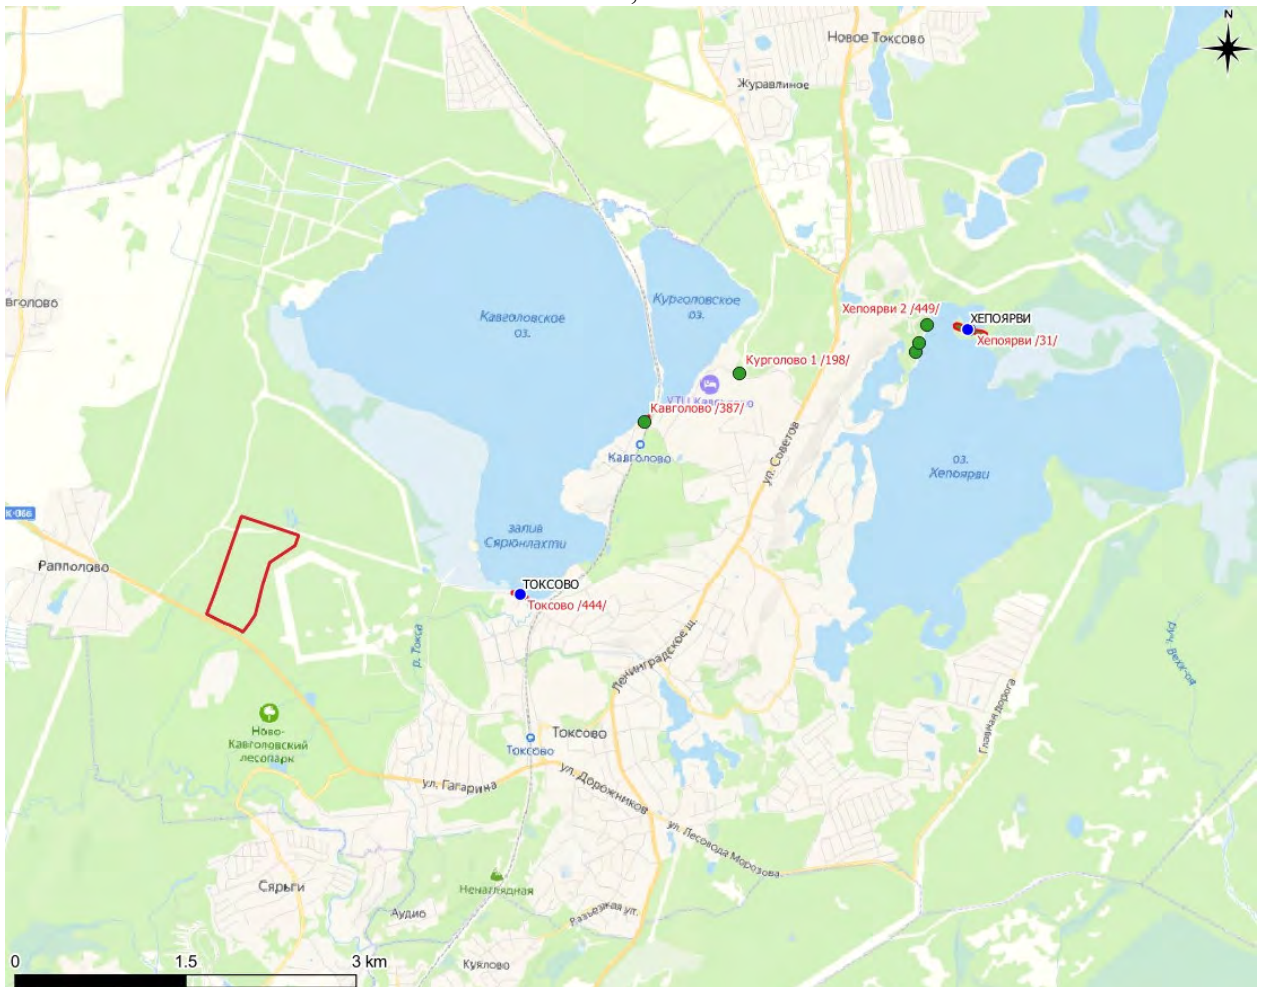 N
Новое Токсово
Журавлиное
вголово
Кавголовское
оз.
Курголовское
оз.
Хепоярви 2 /449/
ХЕПОЯРВИ
Хепоярви /31/
Курголово 1 /198/
Кавголово /387/
Кавголово
ул. Советов
оз.
Хепоярви
К-066
залив
Сярюнлахти
Рапполово
ТОКСОВО
Токсово /444/
р. Токса
Ленинградское ш.
Ново-
Кавголовский
лесопарк
Токсово
Токсово
Главная дорога
ул. Гагарина
ул. Дорожников
ул. Лесовода Морозова
Сярьги
Ненаглядная
Аудио
Разъезжая ул.
Куялово
0 1.5 3 km